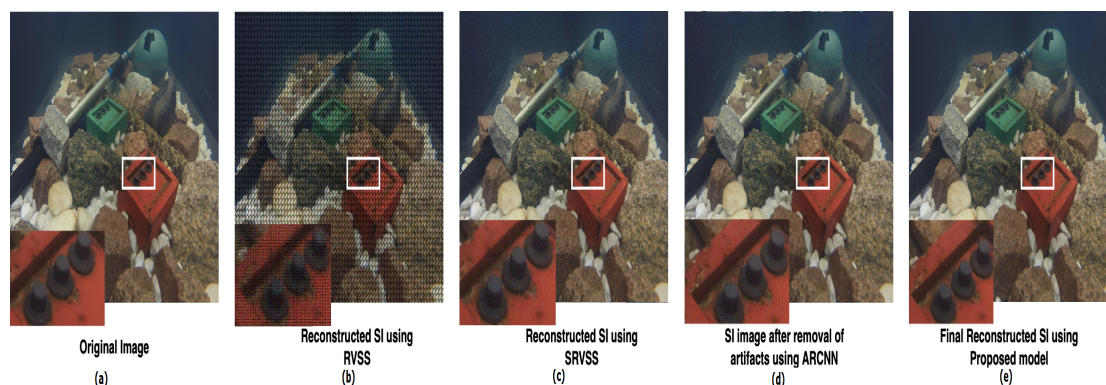 Original Image
(a)
Reconstructed SI using
RVSS
(b)
Reconstructed SI using
SRVSS
(c)
SI image after removal of
artifacts using ARCNN
(d)
Final Reconstructed SI using
Proposed model
(e)